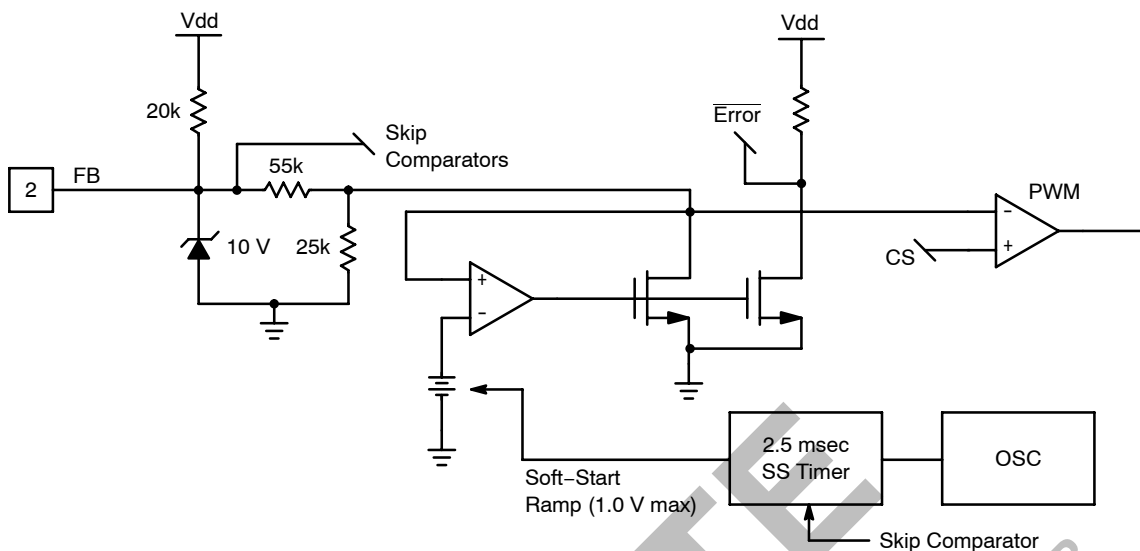 Vdd
Vdd
20k
Error
Skip
Comparators
2
FB
55k
PWM
10 V
25k
CS
+
-
-
+
2.5 msec
SS Timer
OSC
Soft-Start
Ramp (1.0 V max)
Skip Comparator